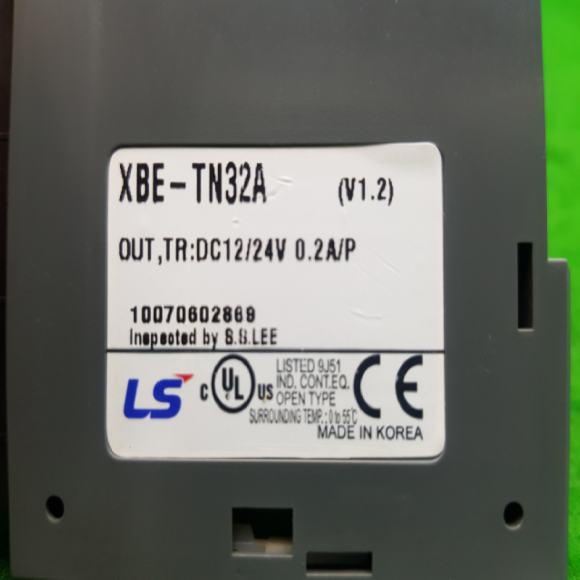 XBE-TN32A (V1.2)
OUT,TR:DC12/24V 0.2A/P
10070602869
Inspected by S.S.LEE
LS
C UL US
LISTED 9J51
IND. CONT.EQ.
OPEN TYPE
SURROUNDING TEMP.: 0 to 55℃
CE
MADE IN KOREA